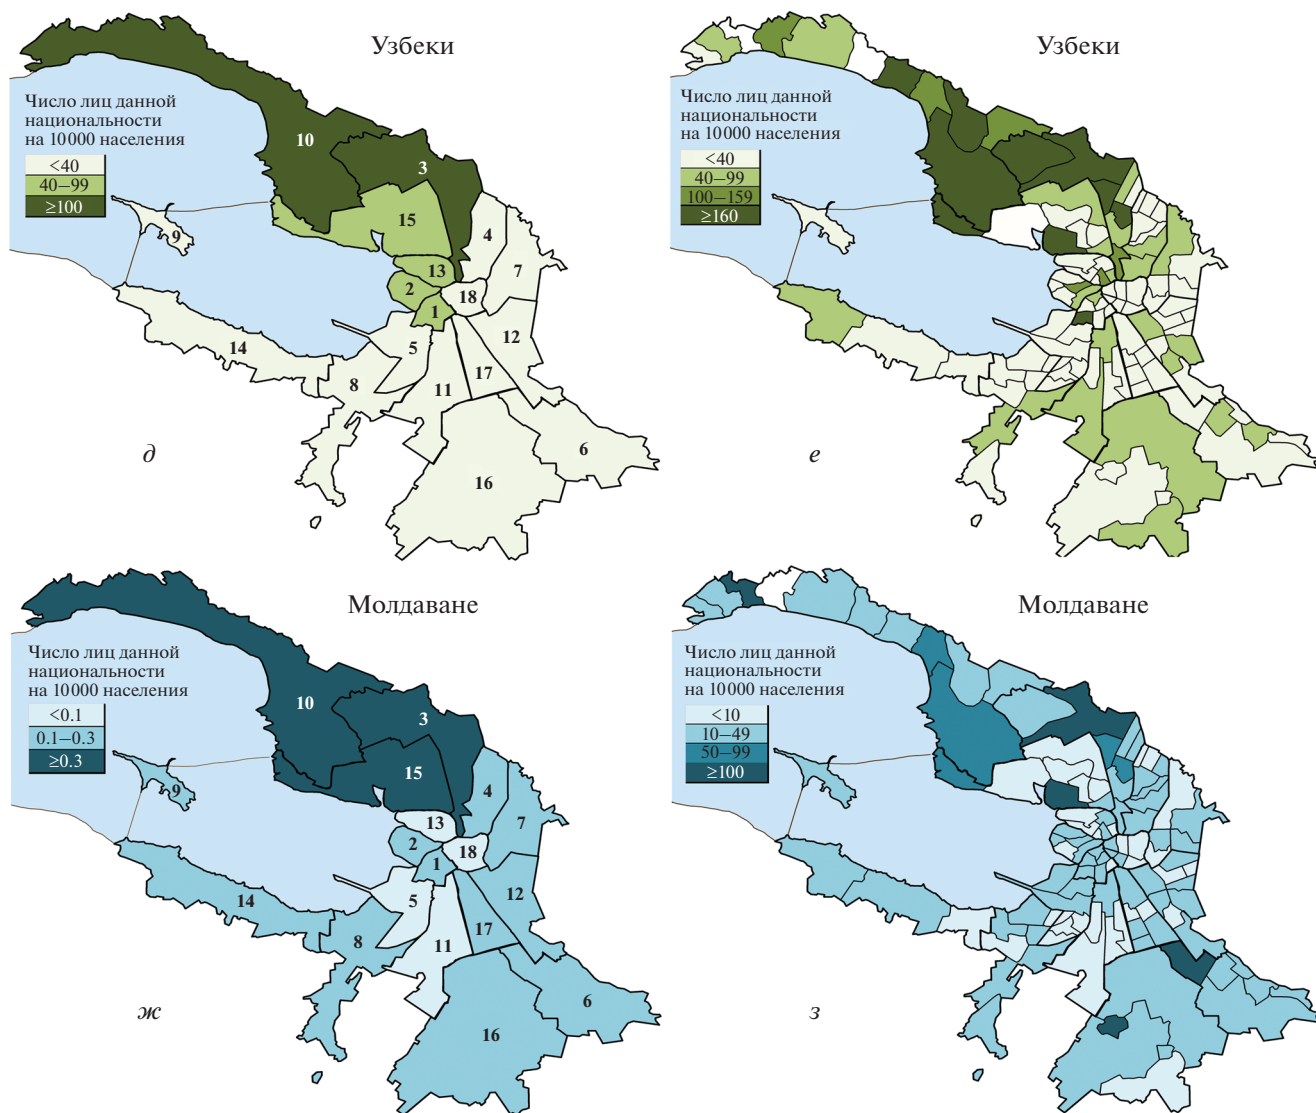 Узбеки
Число лиц данной
национальности
на 10000 населения
<40
40–99
≥100
10
3
15
9
4
7
13
2
18
1
12
5
14
17
8
11
6
16
д
Узбеки
Число лиц данной
национальности
на 10000 населения
<40
40–99
100–159
≥160
е
Молдаване
Число лиц данной
национальности
на 10000 населения
<0.1
0.1–0.3
≥0.3
10
3
15
9
4
7
13
2
18
1
12
14
5
17
8
11
6
16
ж
Молдаване
Число лиц данной
национальности
на 10000 населения
<10
10–49
50–99
≥100
з